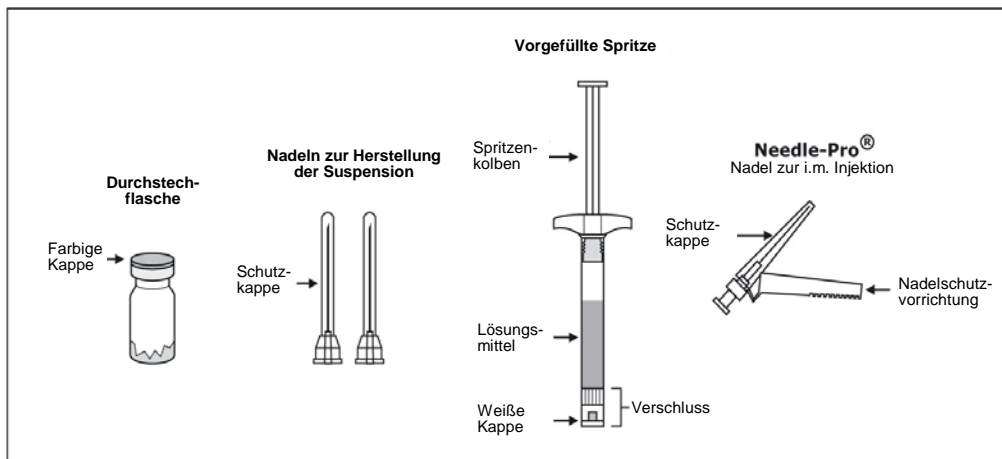 Vorgefüllte Spritze
Spritzen-
kolben
Needle-Pro®
Nadel zur i.m. Injektion
Nadeln zur Herstellung
der Suspension
Durchstech-
flasche
Schutz-
kappe
Farbige
Kappe
Schutz-
kappe
Nadelschutz-
vorrichtung
Lösungs-
mittel
Weiße
Kappe
Verschluss